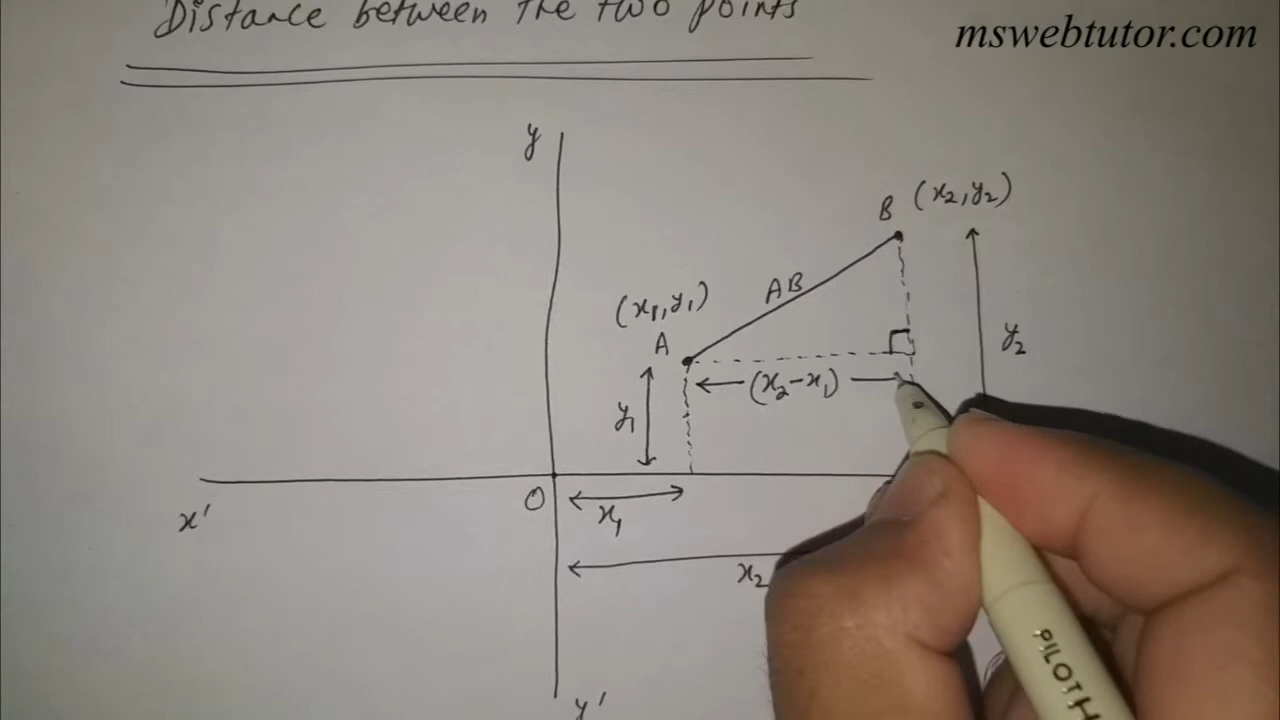 Distance between the two points
mswebtutor.com
y
B (x₂, y₂)
(x₁, y₁)
AB
A
y₂
(x₂-x₁)
y₁
O
x₁
x'
x₂
y'
PILOT H